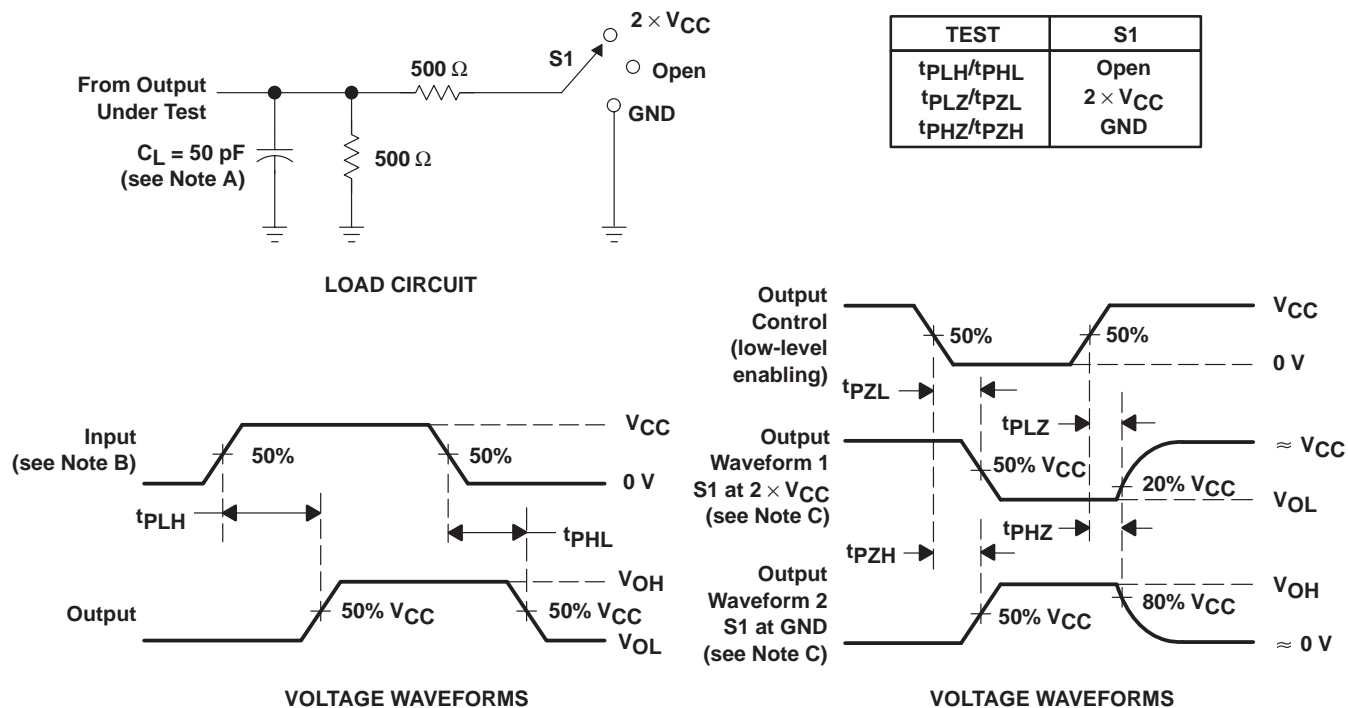 From Output
Under Test
CL = 50 pF
(see Note A)
500 Ω
500 Ω
S1
2 × VCC
Open
GND
LOAD CIRCUIT
TEST S1
tPLH/tPHL Open
tPLZ/tPZL 2 × VCC
tPHZ/tPZH GND
Input
(see Note B)
50%
50%
VCC
0 V
tPLH
tPHL
Output
50% VCC
50% VCC
VOH
VOL
VOLTAGE WAVEFORMS
Output
Control
(low-level
enabling)
50%
50%
VCC
0 V
tPZL
tPLZ
Output
Waveform 1
S1 at 2 × VCC
(see Note C)
50% VCC
20% VCC
≈ VCC
VOL
tPZH
tPHZ
Output
Waveform 2
S1 at GND
(see Note C)
50% VCC
80% VCC
VOH
≈ 0 V
VOLTAGE WAVEFORMS